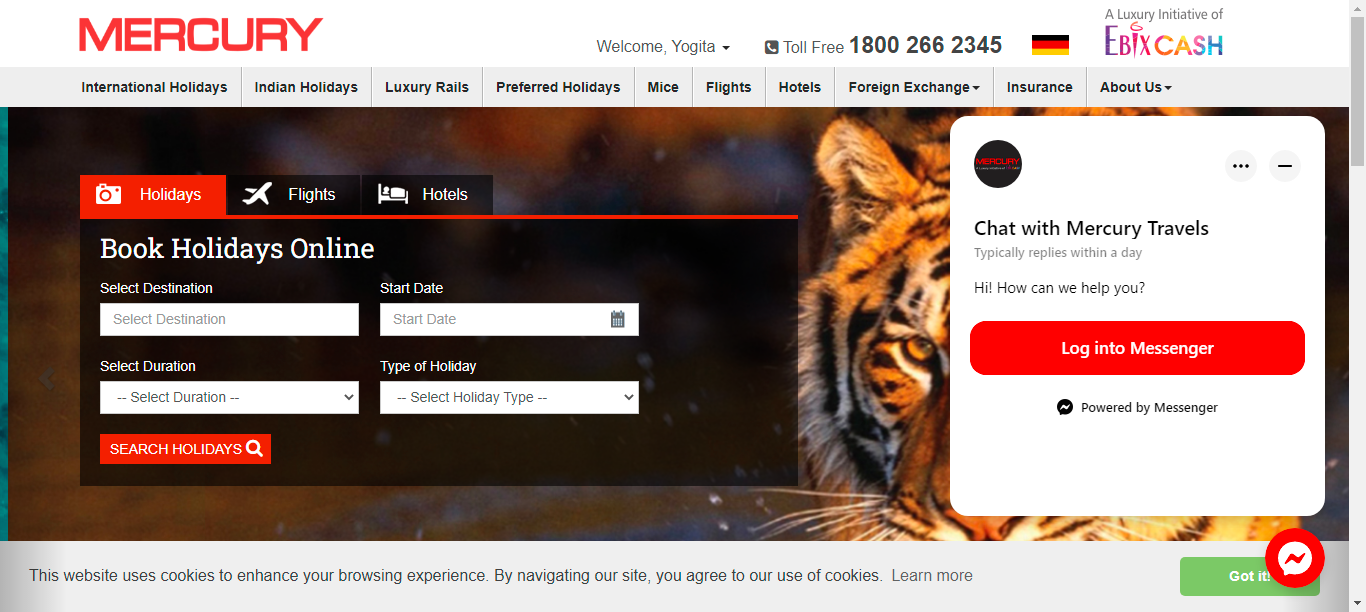 MERCURY
Welcome, Yogita
Toll Free 1800 266 2345
A Luxury Initiative of
EBIXCASH
International Holidays
Indian Holidays
Luxury Rails
Preferred Holidays
Mice
Flights
Hotels
Foreign Exchange
Insurance
About Us
Holidays
Flights
Hotels
Book Holidays Online
Select Destination
Start Date
Select Destination
Start Date
Select Duration
Type of Holiday
-- Select Duration --
-- Select Holiday Type --
SEARCH HOLIDAYS
MERCURY
Chat with Mercury Travels
Typically replies within a day
Hi! How can we help you?
Log into Messenger
Powered by Messenger
This website uses cookies to enhance your browsing experience. By navigating our site, you agree to our use of cookies. Learn more
Got it!